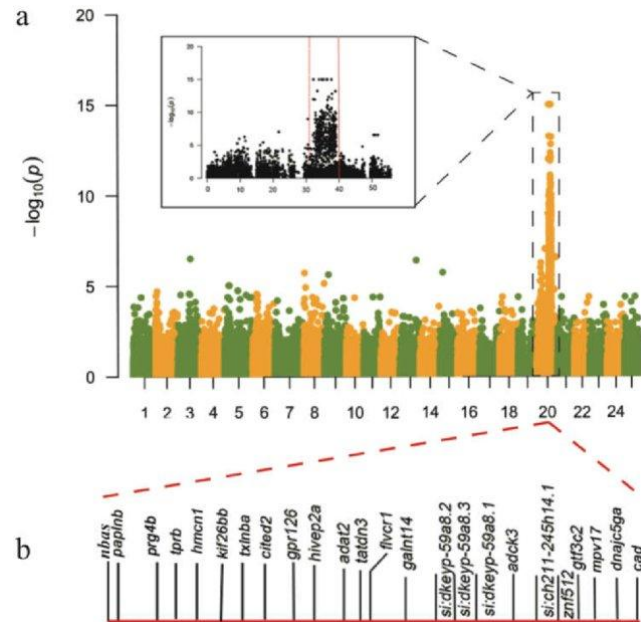 a
20
15
10
5
0
−log₁₀(p)
20
15
10
5
0
−log₁₀(p)
0 10 20 30 40 50
1 2 3 4 5 6 7 8 10 12 14 16 18 20 22 24
b
nbas
paplnb
prg4b
tprb
hmcn1
kif26bb
txlnba
cited2
gpr126
hivep2a
adat2
tatdn3
flvcr1
galnt14
si:dkeyp-59a8.2
si:dkeyp-59a8.3
si:dkeyp-59a8.1
adck3
si:ch211-245h14.1
znf512
gtf3c2
mpv17
dnajc5ga
cad